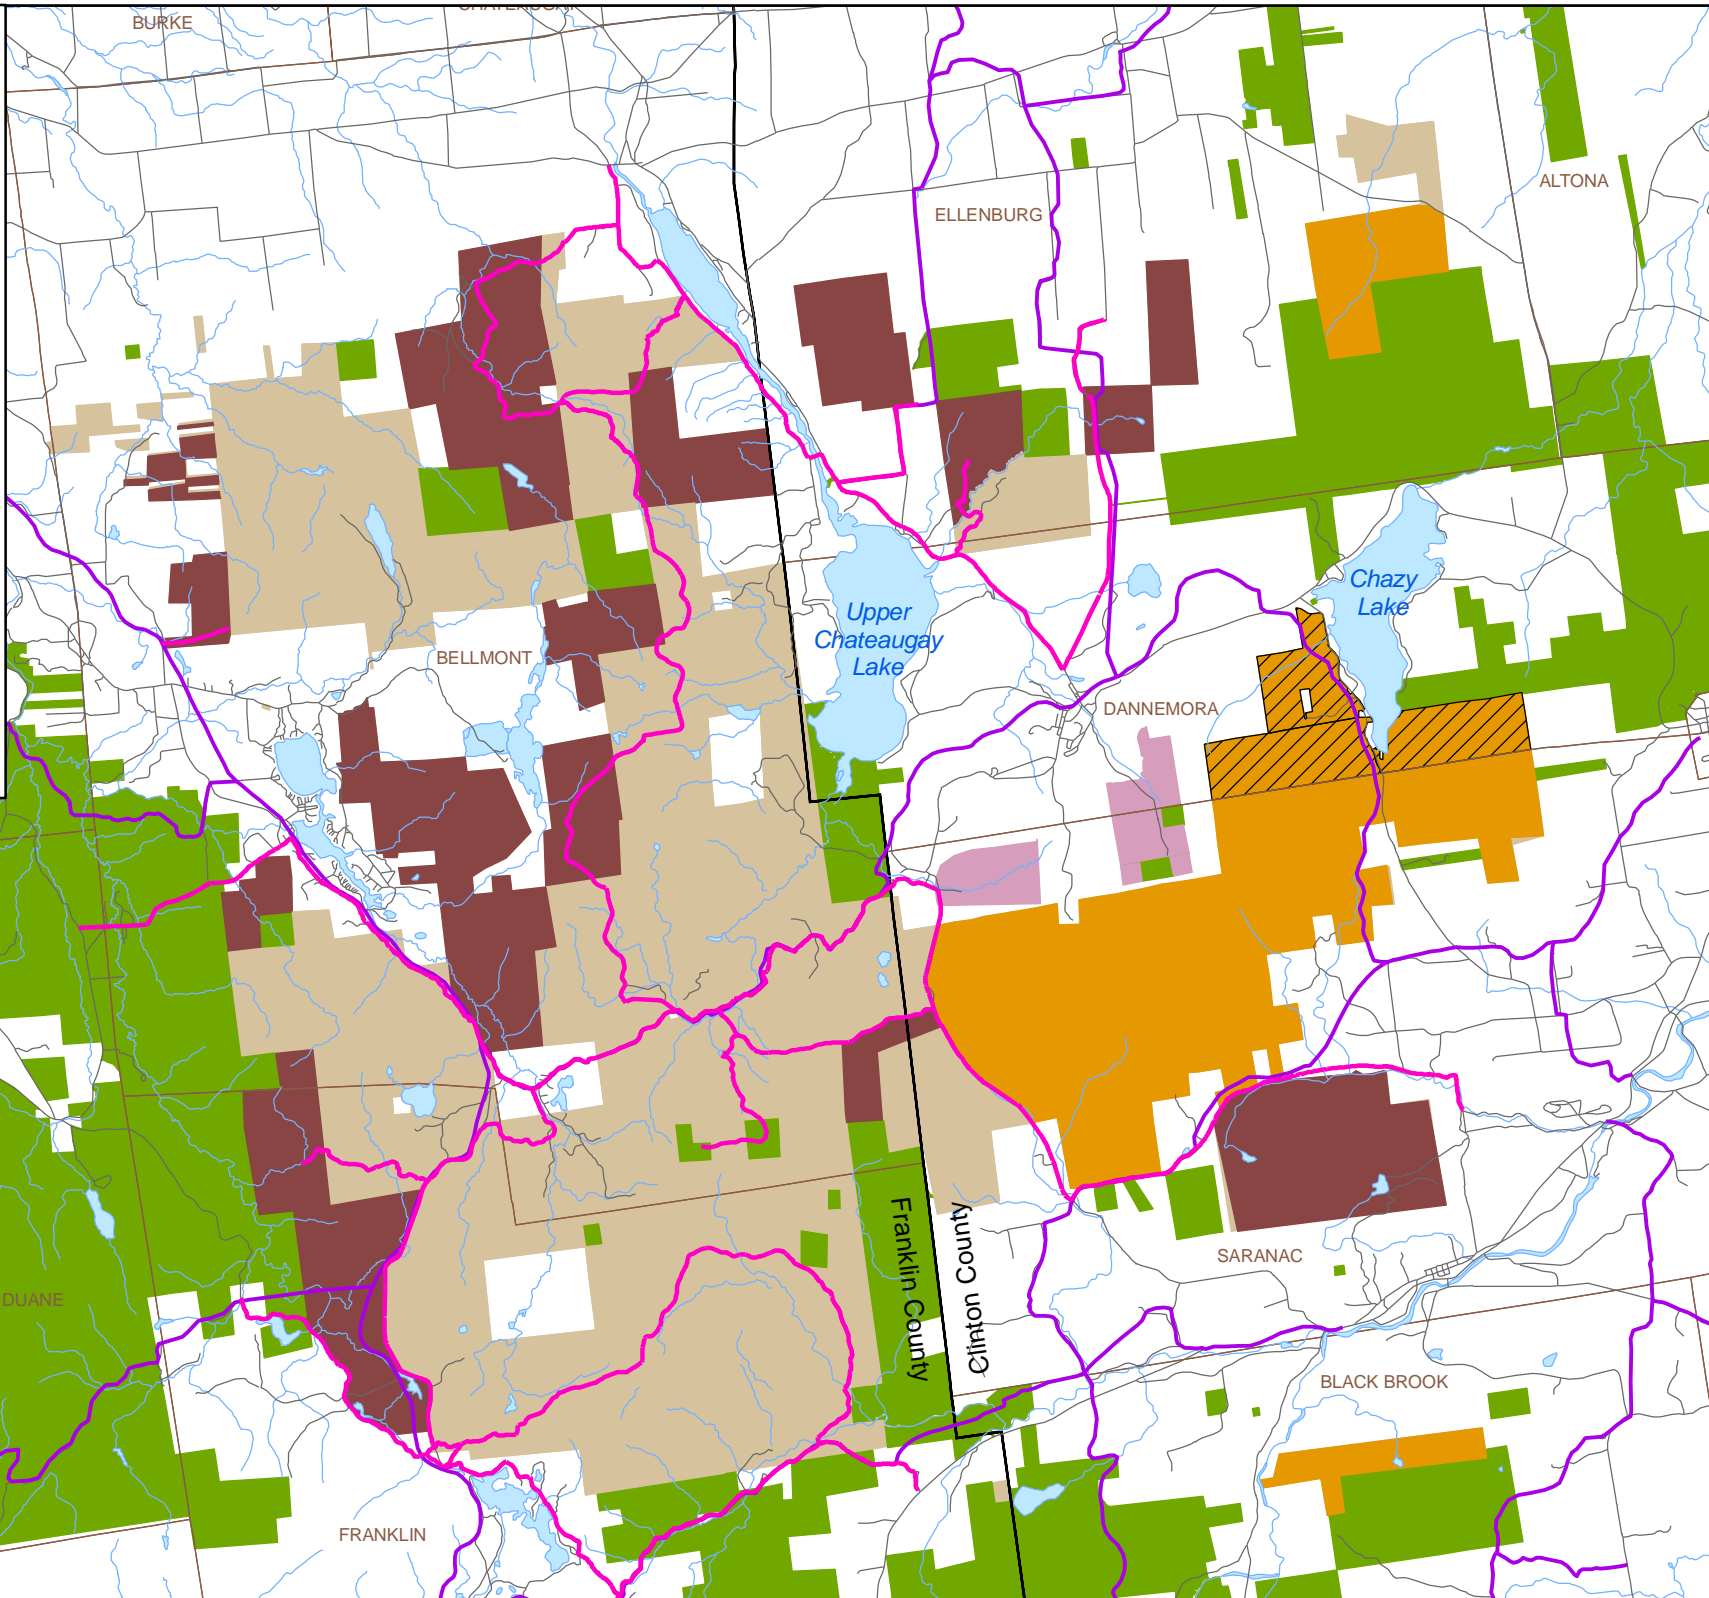 BURKE
ALTONA
ELLENBURG
Chazy
Lake
Upper
Chateaugay
Lake
BELLMONT
DANNEMORA
Franklin County
Clinton County
SARANAC
DUANE
BLACK BROOK
FRANKLIN